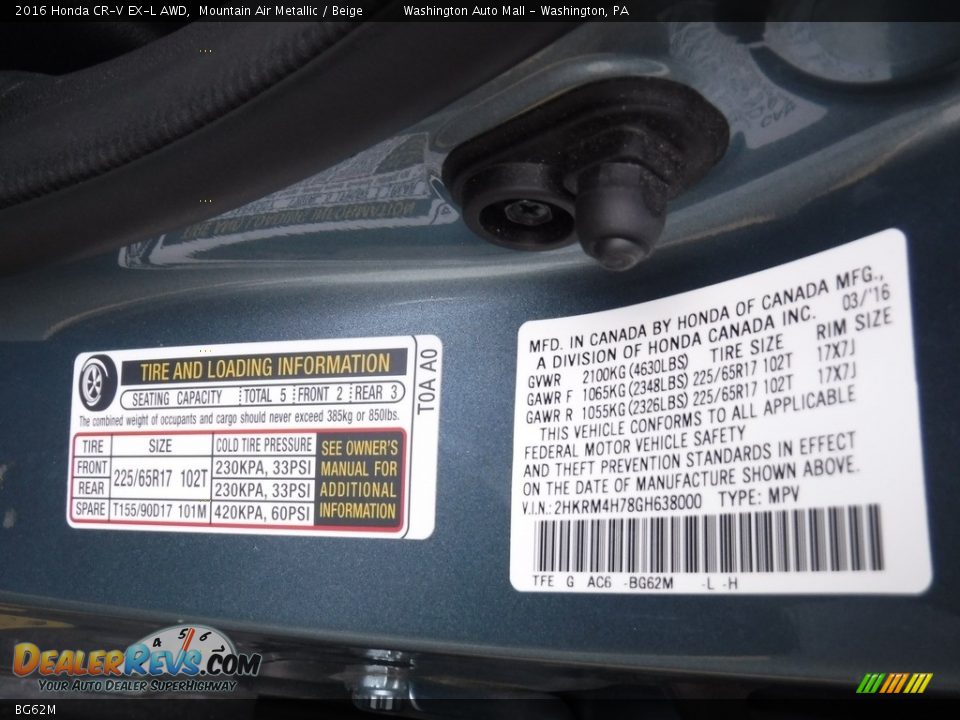 2016 Honda CR-V EX-L AWD, Mountain Air Metallic / Beige    Washington Auto Mall - Washington, PA
TIRE AND LOADING INFORMATION
SEATING CAPACITY TOTAL 5 FRONT 2 REAR 3
The combined weight of occupants and cargo should never exceed 385kg or 850lbs.
TIRE SIZE COLD TIRE PRESSURE
FRONT 225/65R17 102T 230KPA, 33PSI
REAR 230KPA, 33PSI
SPARE T155/90D17 101M 420KPA, 60PSI
SEE OWNER'S
MANUAL FOR
ADDITIONAL
INFORMATION
T0A A0
MFD. IN CANADA BY HONDA OF CANADA MFG.,
A DIVISION OF HONDA CANADA INC. 03/'16
GVWR 2100KG (4630LBS) TIRE SIZE RIM SIZE
GAWR F 1065KG (2348LBS) 225/65R17 102T 17X7J
GAWR R 1055KG (2326LBS) 225/65R17 102T 17X7J
THIS VEHICLE CONFORMS TO ALL APPLICABLE
FEDERAL MOTOR VEHICLE SAFETY
AND THEFT PREVENTION STANDARDS IN EFFECT
ON THE DATE OF MANUFACTURE SHOWN ABOVE.
V.I.N.: 2HKRM4H78GH638000 TYPE: MPV
TFE G AC6 -BG62M -L -H
4 5 6
DEALERREVS.COM
YOUR AUTO DEALER SUPERHIGHWAY
BG62M